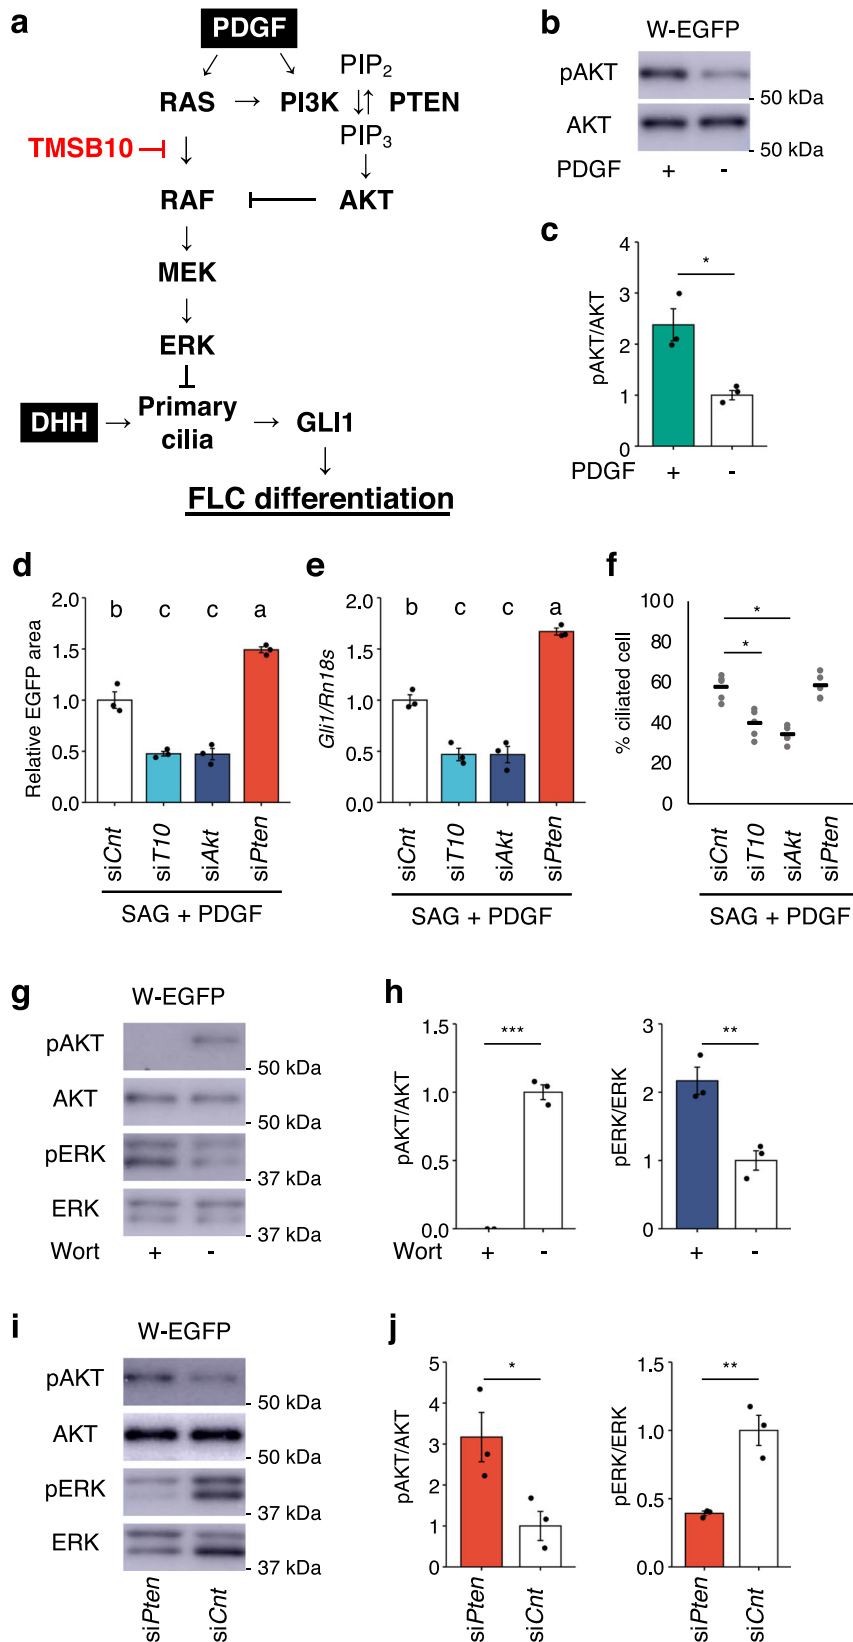 a
PDGF
PIP2
RAS → PI3K ↓↑ PTEN
PIP3
TMSB10
RAF
AKT
MEK
ERK
DHH → Primary cilia → GLI1
FLC differentiation
b
W-EGFP
pAKT
- 50 kDa
AKT
- 50 kDa
PDGF + -
c
pAKT/AKT
4
3
2
1
0
*
PDGF + -
d
Relative EGFP area
2.0
1.5
1.0
0.5
0.0
b c c a
siCnt siT10 siAkt siPten
SAG + PDGF
e
Gli1/Rn18s
2.0
1.5
1.0
0.5
0.0
b c c a
siCnt siT10 siAkt siPten
SAG + PDGF
f
% ciliated cell
100
80
60
40
20
0
*
*
siCnt siT10 siAkt siPten
SAG + PDGF
g
W-EGFP
pAKT
- 50 kDa
AKT
- 50 kDa
pERK
- 37 kDa
ERK
- 37 kDa
Wort + -
h
pAKT/AKT
1.5
1.0
0.5
0.0
***
Wort + -
pERK/ERK
3
2
1
0
**
+ -
i
W-EGFP
pAKT
- 50 kDa
AKT
- 50 kDa
pERK
- 37 kDa
ERK
- 37 kDa
siPten siCnt
j
pAKT/AKT
5
4
3
2
1
0
*
siPten siCnt
pERK/ERK
1.5
1.0
0.5
0.0
**
siPten siCnt